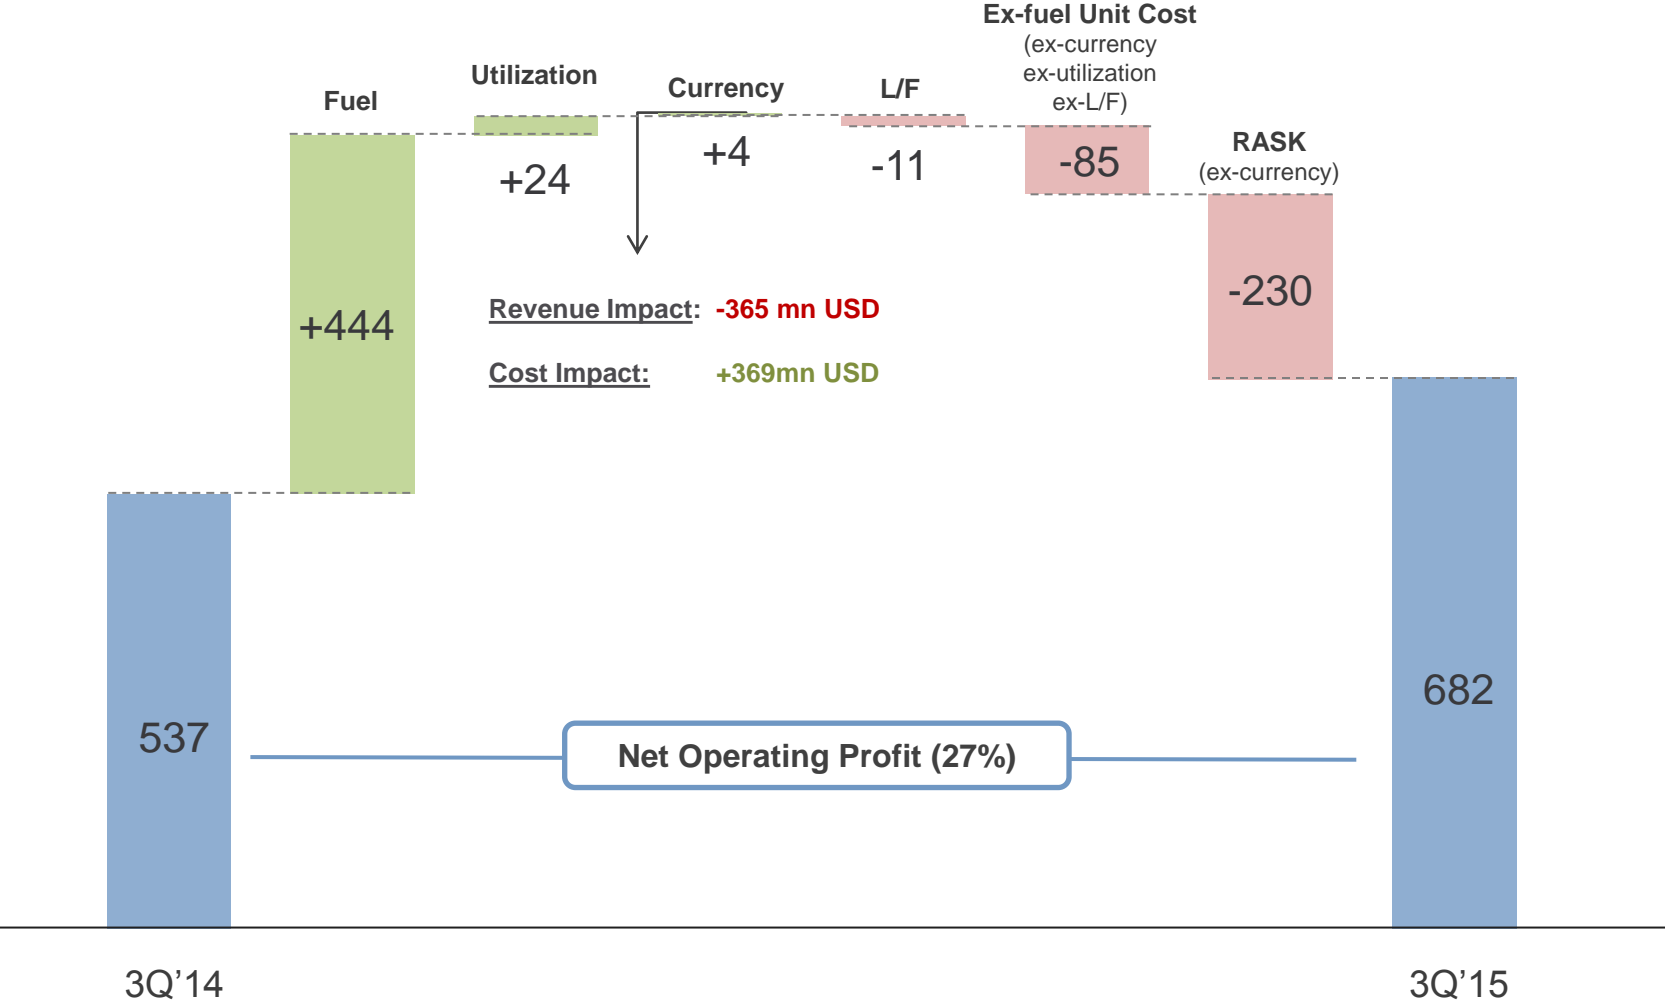 Ex-fuel Unit Cost
(ex-currency
ex-utilization
ex-L/F)
Utilization
Currency
L/F
Fuel
RASK
(ex-currency)
+444
+24
+4
-11
-85
-230
Revenue Impact: -365 mn USD
Cost Impact: +369mn USD
537
682
Net Operating Profit (27%)
3Q’14
3Q’15